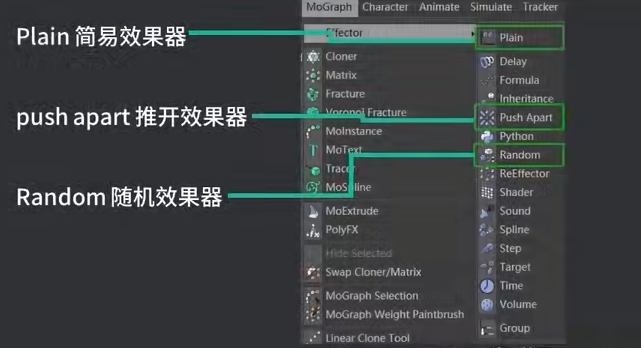 MoGraph Character Animate Simulate Tracker
Plain 简易效果器
push apart 推开效果器
Random 随机效果器
Effector
Cloner
Matrix
Fracture
Voronoi Fracture
MoInstance
MoText
Tracer
MoSpline
MoExtrude
PolyFX
Hide Selected
Swap Cloner/Matrix
MoGraph Selection
MoGraph Weight Paintbrush
Linear Clone Tool
Plain
Delay
Formula
Inheritance
Push Apart
Python
Random
ReEffector
Shader
Sound
Spline
Step
Target
Time
Volume
Group